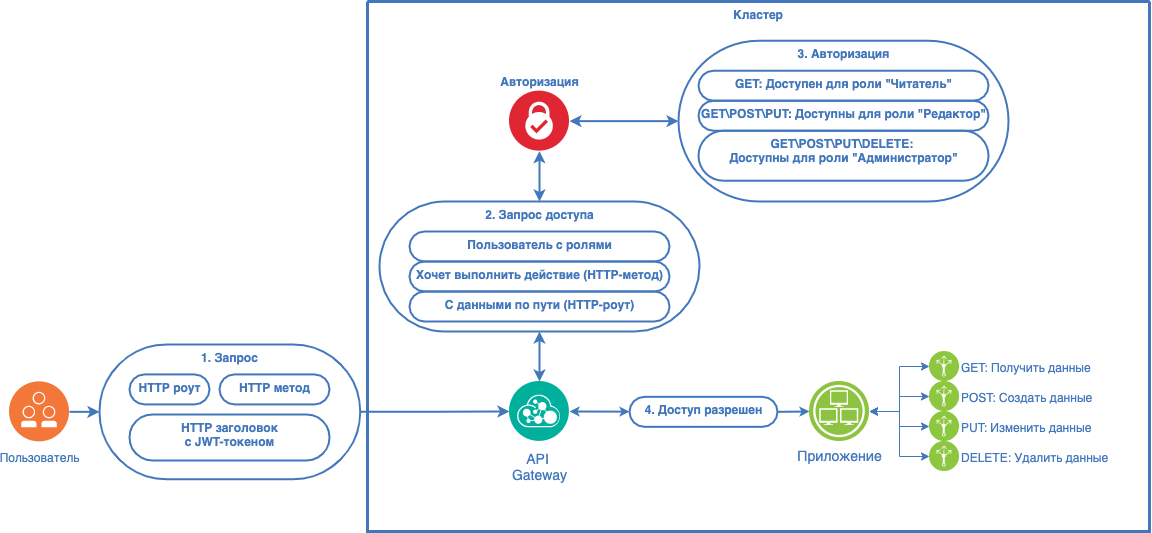 Кластер
3. Авторизация
GET: Доступен для роли "Читатель"
GET\POST\PUT: Доступны для роли "Редактор"
GET\POST\PUT\DELETE:
Доступны для роли "Администратор"
Авторизация
2. Запрос доступа
Пользователь с ролями
Хочет выполнить действие (HTTP-метод)
С данными по пути (HTTP-роут)
1. Запрос
HTTP роут
HTTP метод
HTTP заголовок
с JWT-токеном
Пользователь
API
Gateway
4. Доступ разрешен
Приложение
GET: Получить данные
POST: Создать данные
PUT: Изменить данные
DELETE: Удалить данные